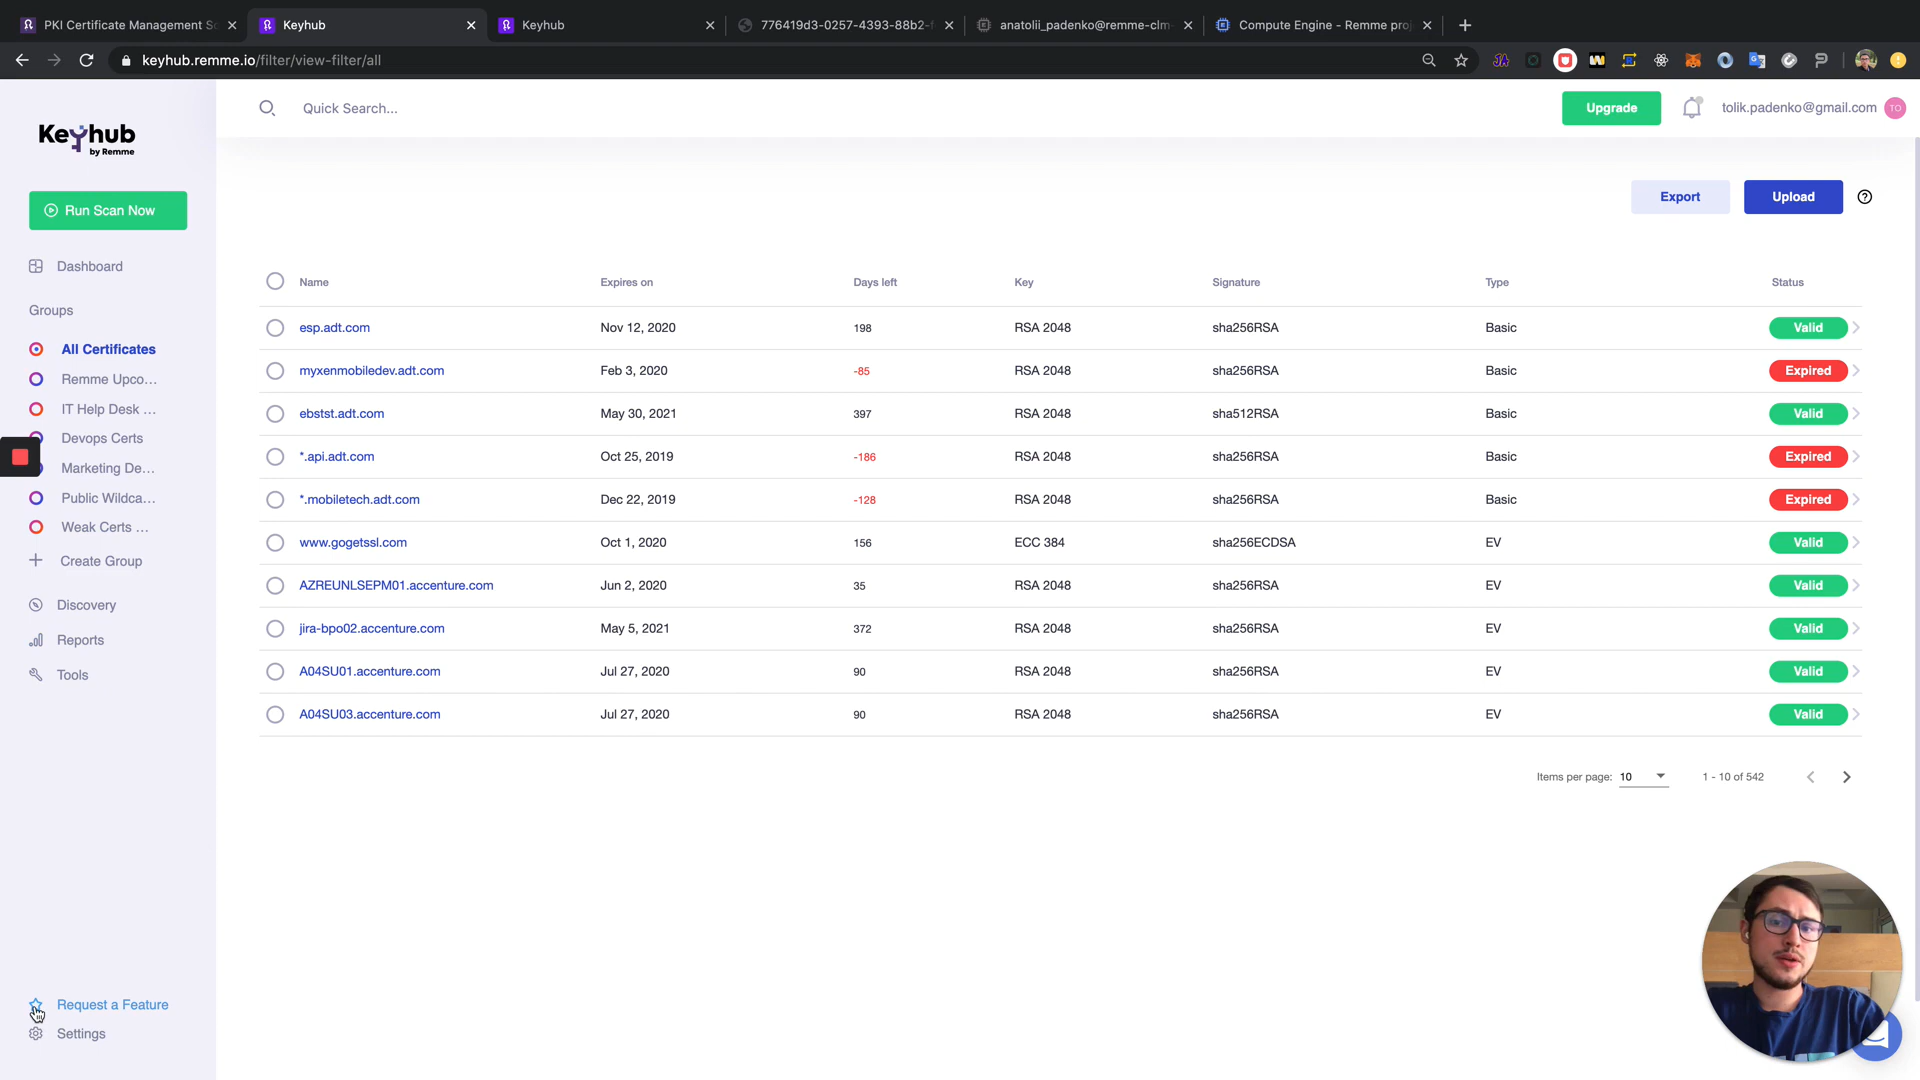 PKI Certificate Management Sc
Keyhub
Keyhub
776419d3-0257-4393-88b2-
anatolii_padenko@remme-clm-
Compute Engine - Remme proj
keyhub.remme.io/filter/view-filter/all
Keyhub
by Remme
Quick Search...
Upgrade
tolik.padenko@gmail.com
TO
Run Scan Now
Export
Upload
Dashboard
Groups
All Certificates
Remme Upco...
IT Help Desk ...
Devops Certs
Marketing De...
Public Wildca...
Weak Certs ...
Create Group
Discovery
Reports
Tools
Name Expires on Days left Key Signature Type Status
esp.adt.com Nov 12, 2020 198 RSA 2048 sha256RSA Basic Valid
myxenmobiledev.adt.com Feb 3, 2020 -85 RSA 2048 sha256RSA Basic Expired
ebstst.adt.com May 30, 2021 397 RSA 2048 sha512RSA Basic Valid
*.api.adt.com Oct 25, 2019 -186 RSA 2048 sha256RSA Basic Expired
*.mobiletech.adt.com Dec 22, 2019 -128 RSA 2048 sha256RSA Basic Expired
www.gogetssl.com Oct 1, 2020 156 ECC 384 sha256ECDSA EV Valid
AZREUNLSEPM01.accenture.com Jun 2, 2020 35 RSA 2048 sha256RSA EV Valid
jira-bpo02.accenture.com May 5, 2021 372 RSA 2048 sha256RSA EV Valid
A04SU01.accenture.com Jul 27, 2020 90 RSA 2048 sha256RSA EV Valid
A04SU03.accenture.com Jul 27, 2020 90 RSA 2048 sha256RSA EV Valid
Items per page: 10 1 - 10 of 542
Request a Feature
Settings